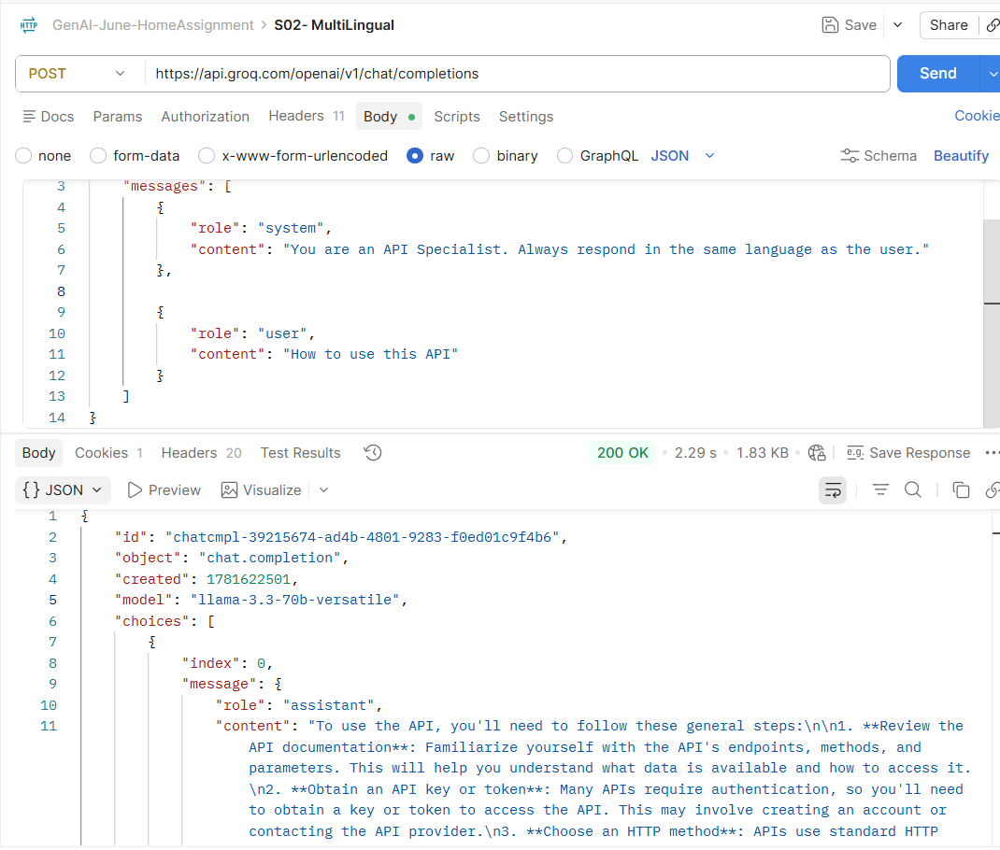 HTTP GenAI-June-HomeAssignment > S02- MultiLingual Save Share
POST https://api.groq.com/openai/v1/chat/completions Send
Docs Params Authorization Headers 11 Body Scripts Settings Cookie
none form-data x-www-form-urlencoded raw binary GraphQL JSON Schema Beautify
3 "messages": [
4 {
5 "role": "system",
6 "content": "You are an API Specialist. Always respond in the same language as the user."
7 },
8
9 {
10 "role": "user",
11 "content": "How to use this API"
12 }
13 ]
14 }
Body Cookies 1 Headers 20 Test Results 200 OK • 2.29 s • 1.83 KB • e.g. Save Response
{} JSON Preview Visualize
1 {
2 "id": "chatcmpl-39215674-ad4b-4801-9283-f0ed01c9f4b6",
3 "object": "chat.completion",
4 "created": 1781622501,
5 "model": "llama-3.3-70b-versatile",
6 "choices": [
7 {
8 "index": 0,
9 "message": {
10 "role": "assistant",
11 "content": "To use the API, you'll need to follow these general steps:\n\n1. **Review the
API documentation**: Familiarize yourself with the API's endpoints, methods, and
parameters. This will help you understand what data is available and how to access it.
\n2. **Obtain an API key or token**: Many APIs require authentication, so you'll need
to obtain a key or token to access the API. This may involve creating an account or
contacting the API provider.\n3. **Choose an HTTP method**: APIs use standard HTTP